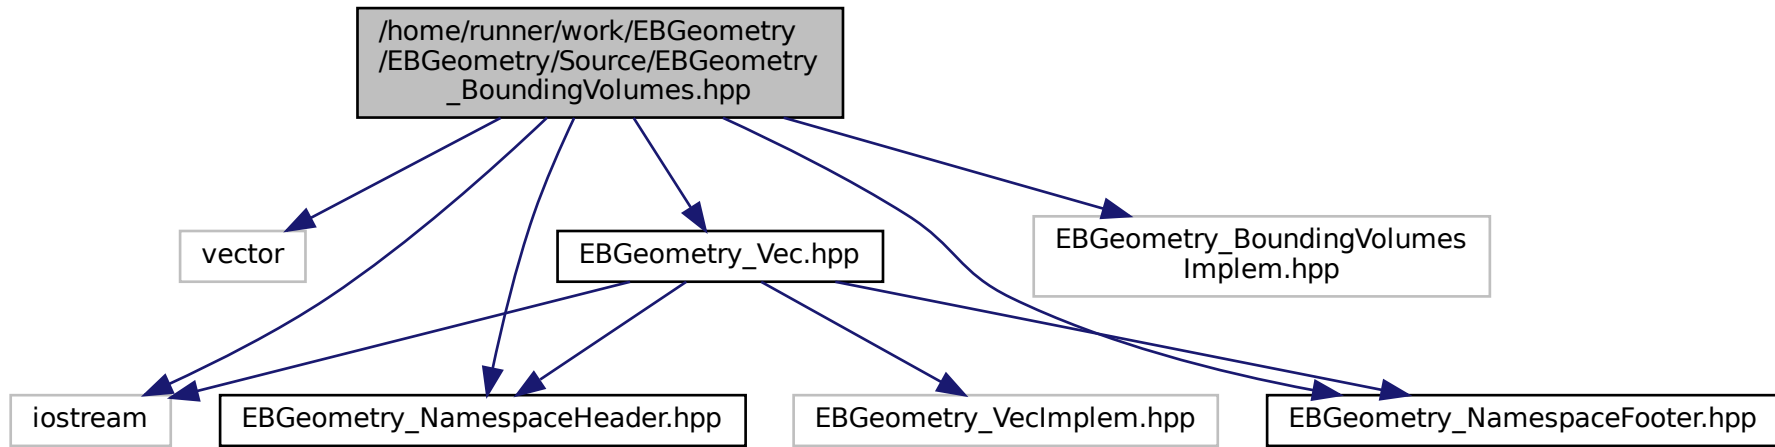 /home/runner/work/EBGeometry
/EBGeometry/Source/EBGeometry
_BoundingVolumes.hpp
vector
EBGeometry_Vec.hpp
EBGeometry_BoundingVolumes
Implem.hpp
iostream
EBGeometry_NamespaceHeader.hpp
EBGeometry_VecImplem.hpp
EBGeometry_NamespaceFooter.hpp